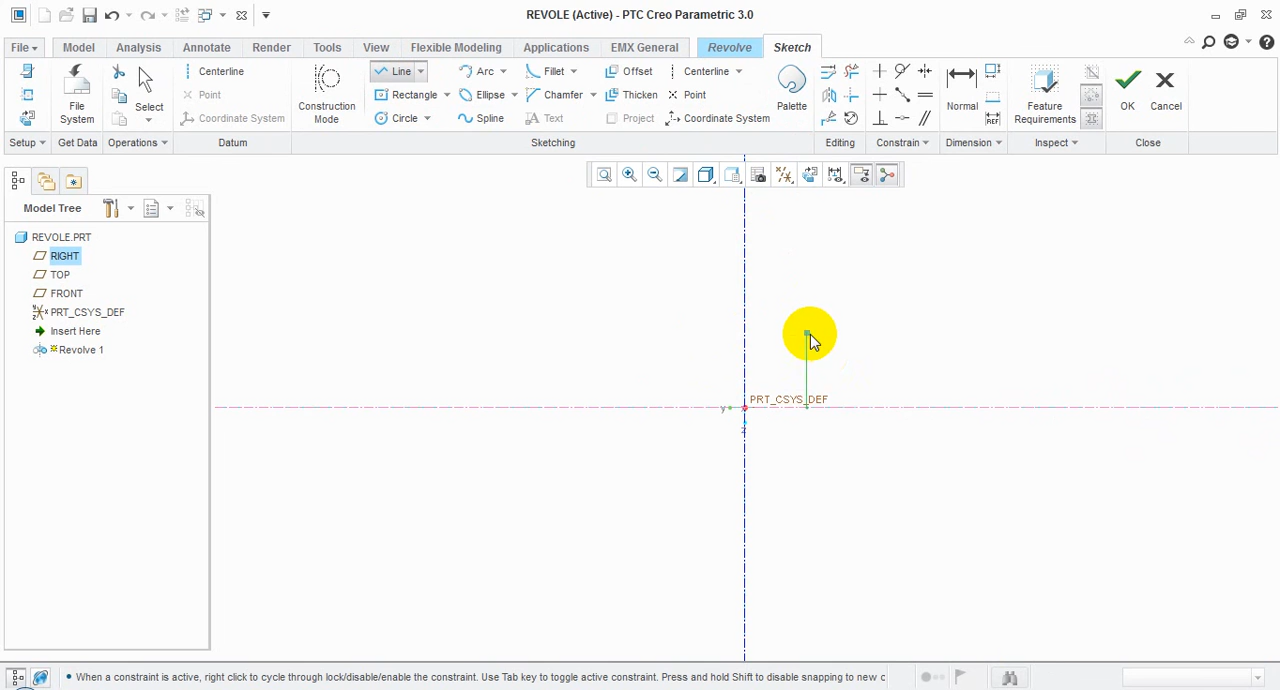 REVOLE (Active) - PTC Creo Parametric 3.0
File Model Analysis Annotate Render Tools View Flexible Modeling Applications EMX General Revolve Sketch
Centerline Line Arc Fillet Offset Centerline
Point Rectangle Ellipse Chamfer Thicken Point
Coordinate System Circle Spline Text Project Coordinate System
File System Select Construction Mode Palette Normal Feature Requirements OK Cancel
REF
Setup Get Data Operations Datum Sketching Editing Constrain Dimension Inspect Close
Model Tree
REVOLE.PRT
RIGHT
TOP
FRONT
PRT_CSYS_DEF
Insert Here
Revolve 1
PRT_CSYS_DEF
y
z
When a constraint is active, right click to cycle through lock/disable/enable the constraint. Use Tab key to toggle active constraint. Press and hold Shift to disable snapping to new c